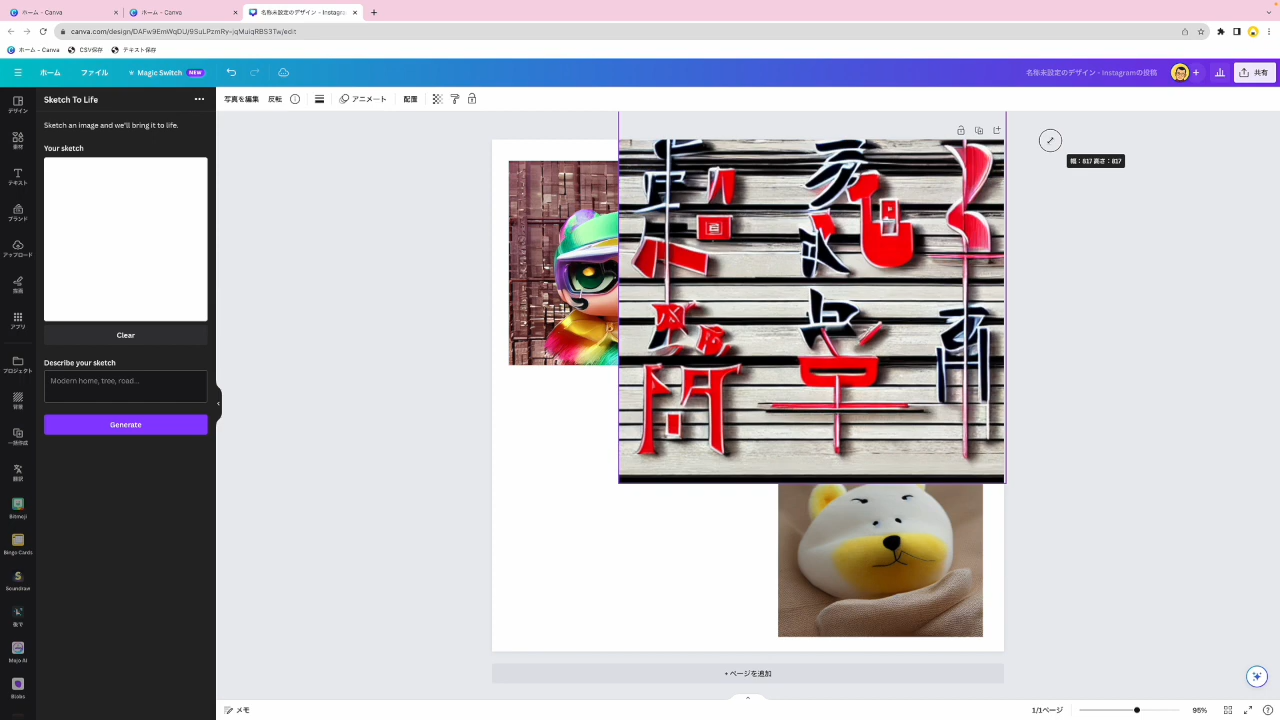 ホーム - Canva
ホーム - Canva
名称未設定のデザイン - Instagra
canva.com/design/DAFw9EmWqDU/9SuLPzmRy-jqMuiqRBS3Tw/edit
ホーム - Canva
CSV保存
テキスト保存
ホーム
ファイル
Magic Switch
NEW
名称未設定のデザイン - Instagramの投稿
共有
デザイン
素材
テキスト
ブランド
アップロード
描画
アプリ
プロジェクト
背景
一括作成
翻訳
Bitmoji
Bingo Cards
Soundraw
後で
Mojo AI
Blobs
Sketch To Life
Sketch an image and we'll bring it to life.
Your sketch
Clear
Describe your sketch
Modern home, tree, road...
Generate
写真を編集
反転
アニメート
配置
幅：817 高さ：817
+ ページを追加
メモ
1/1ページ
95%